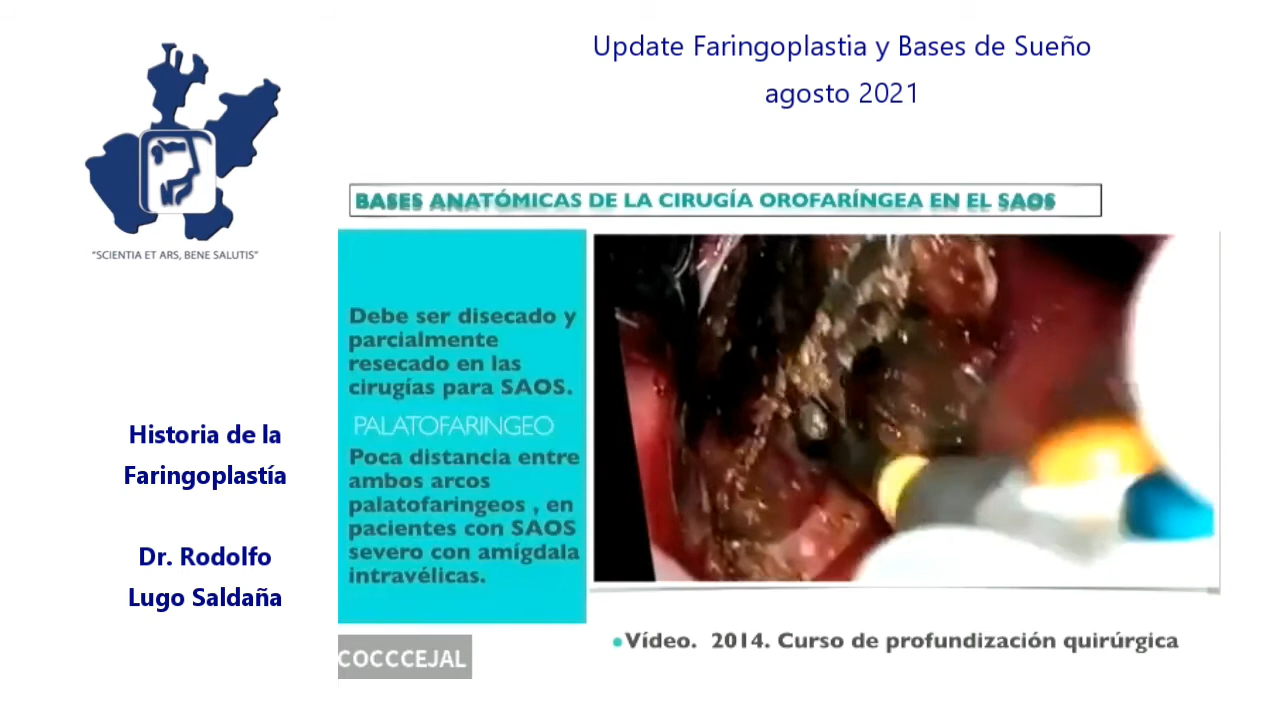 Update Faringoplastia y Bases de Sueño
agosto 2021
"SCIENTIA ET ARS, BENE SALUTIS"
BASES ANATÓMICAS DE LA CIRUGÍA OROFARÍNGEA EN EL SAOS
Debe ser disecado y
parcialmente
resecado en las
cirugías para SAOS.
PALATOFARINGEO
Poca distancia entre
ambos arcos
palatofaringeos , en
pacientes con SAOS
severo con amígdala
intravélicas.
Historia de la
Faringoplastía
Dr. Rodolfo
Lugo Saldaña
COCCCEJAL
•Vídeo. 2014. Curso de profundización quirúrgica